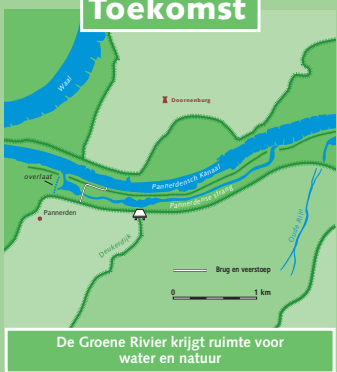 Toekomst
Waal
Doornenburg
overlaat
Pannerdensch Kanaal
Pannerdense strang
Pannerden
Deukerdijk
Oude Rijn
Brug en veerstoep
0 1 km
De Groene Rivier krijgt ruimte voor
water en natuur